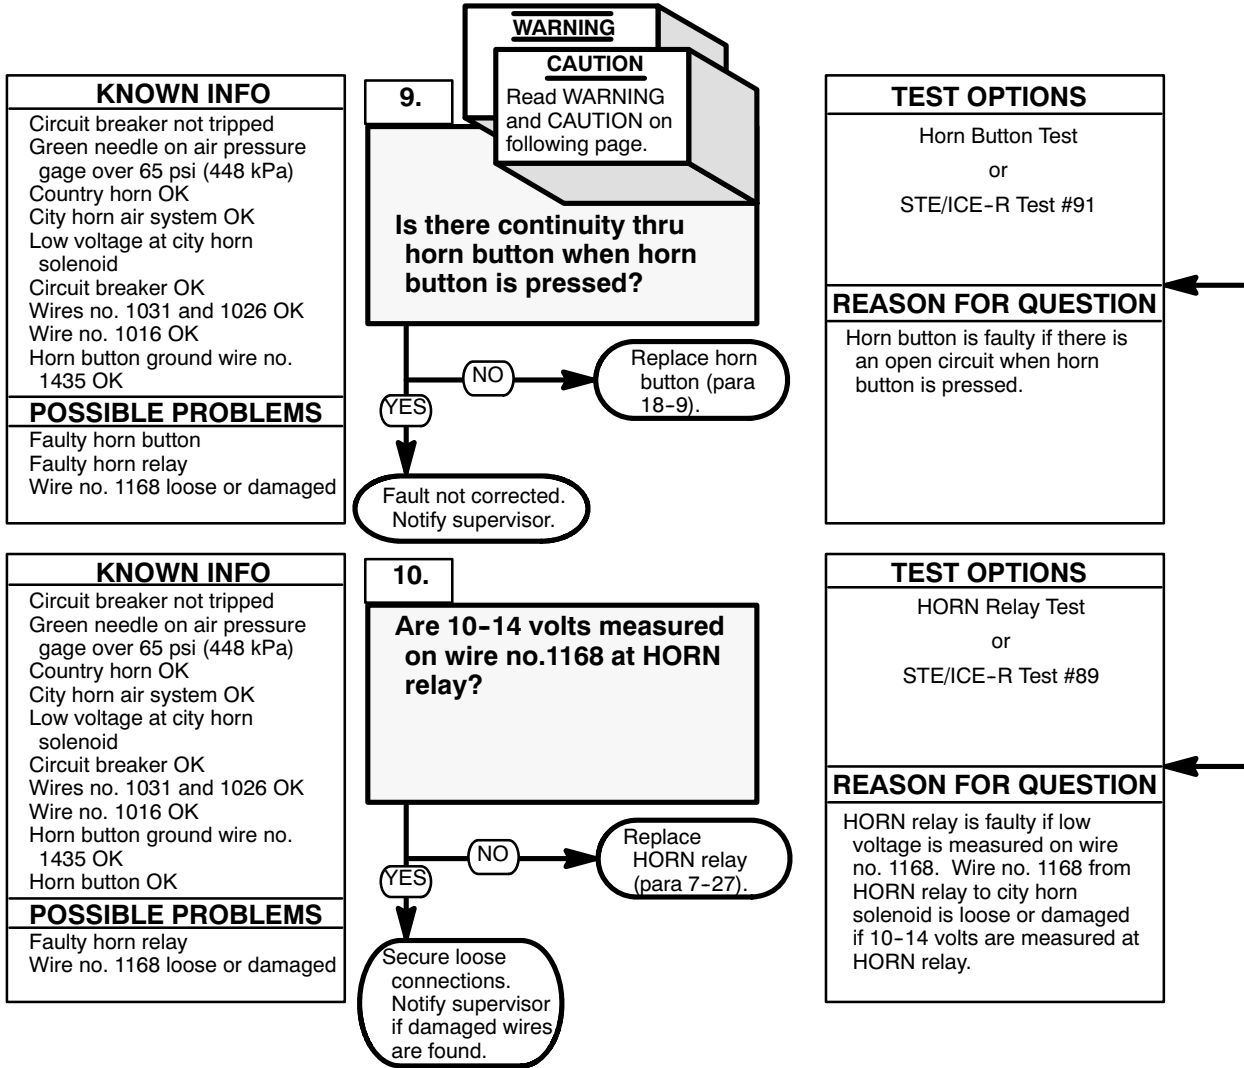 WARNING
CAUTION
Read WARNING
and CAUTION on
following page.
KNOWN INFO
Circuit breaker not tripped
Green needle on air pressure
gage over 65 psi (448 kPa)
Country horn OK
City horn air system OK
Low voltage at city horn
solenoid
Circuit breaker OK
Wires no. 1031 and 1026 OK
Wire no. 1016 OK
Horn button ground wire no.
1435 OK
POSSIBLE PROBLEMS
Faulty horn button
Faulty horn relay
Wire no. 1168 loose or damaged
9.
Is there continuity thru
horn button when horn
button is pressed?
NO
Replace horn
button (para
18-9).
YES
Fault not corrected.
Notify supervisor.
TEST OPTIONS
Horn Button Test
or
STE/ICE-R Test #91
REASON FOR QUESTION
Horn button is faulty if there is
an open circuit when horn
button is pressed.
KNOWN INFO
Circuit breaker not tripped
Green needle on air pressure
gage over 65 psi (448 kPa)
Country horn OK
City horn air system OK
Low voltage at city horn
solenoid
Circuit breaker OK
Wires no. 1031 and 1026 OK
Wire no. 1016 OK
Horn button ground wire no.
1435 OK
Horn button OK
POSSIBLE PROBLEMS
Faulty horn relay
Wire no. 1168 loose or damaged
10.
Are 10-14 volts measured
on wire no.1168 at HORN
relay?
NO
Replace
HORN relay
(para 7-27).
YES
Secure loose
connections.
Notify supervisor
if damaged wires
are found.
TEST OPTIONS
HORN Relay Test
or
STE/ICE-R Test #89
REASON FOR QUESTION
HORN relay is faulty if low
voltage is measured on wire
no. 1168. Wire no. 1168 from
HORN relay to city horn
solenoid is loose or damaged
if 10-14 volts are measured at
HORN relay.